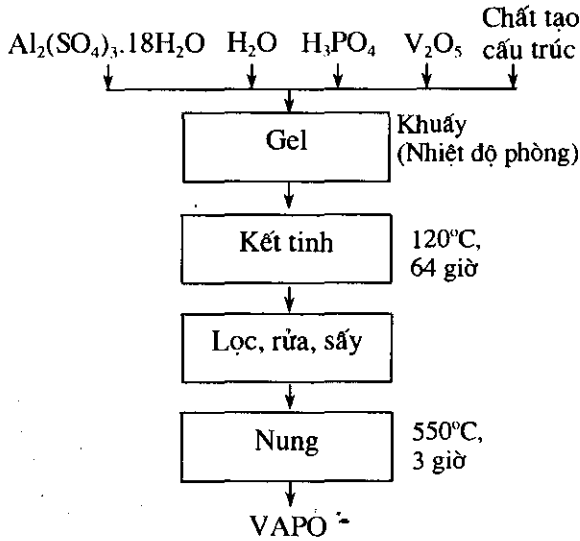 Al₂(SO₄)₃.18H₂O H₂O H₃PO₄ V₂O₅ Chất tạo cấu trúc
Gel
Khuấy
(Nhiệt độ phòng)
Kết tinh
120°C,
64 giờ
Lọc, rửa, sấy
Nung
550°C,
3 giờ
VAPO